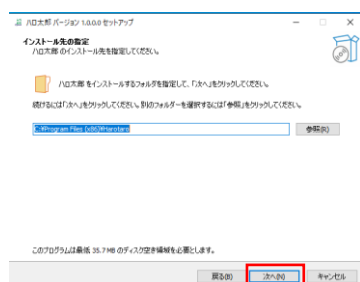 ハロ太郎 バージョン 1.0.0.0 セットアップ
インストール先の指定
ハロ太郎 のインストール先を指定してください。
ハロ太郎 をインストールするフォルダを指定して、「次へ」をクリックしてください。
続けるには「次へ」をクリックしてください。別のフォルダーを選択するには「参照」をクリックしてください。
C:¥Program Files (x86)¥Harotaro
参照(R)
このプログラムは最低 35.7 MB のディスク空き領域を必要とします。
戻る(B)
次へ(N)
キャンセル